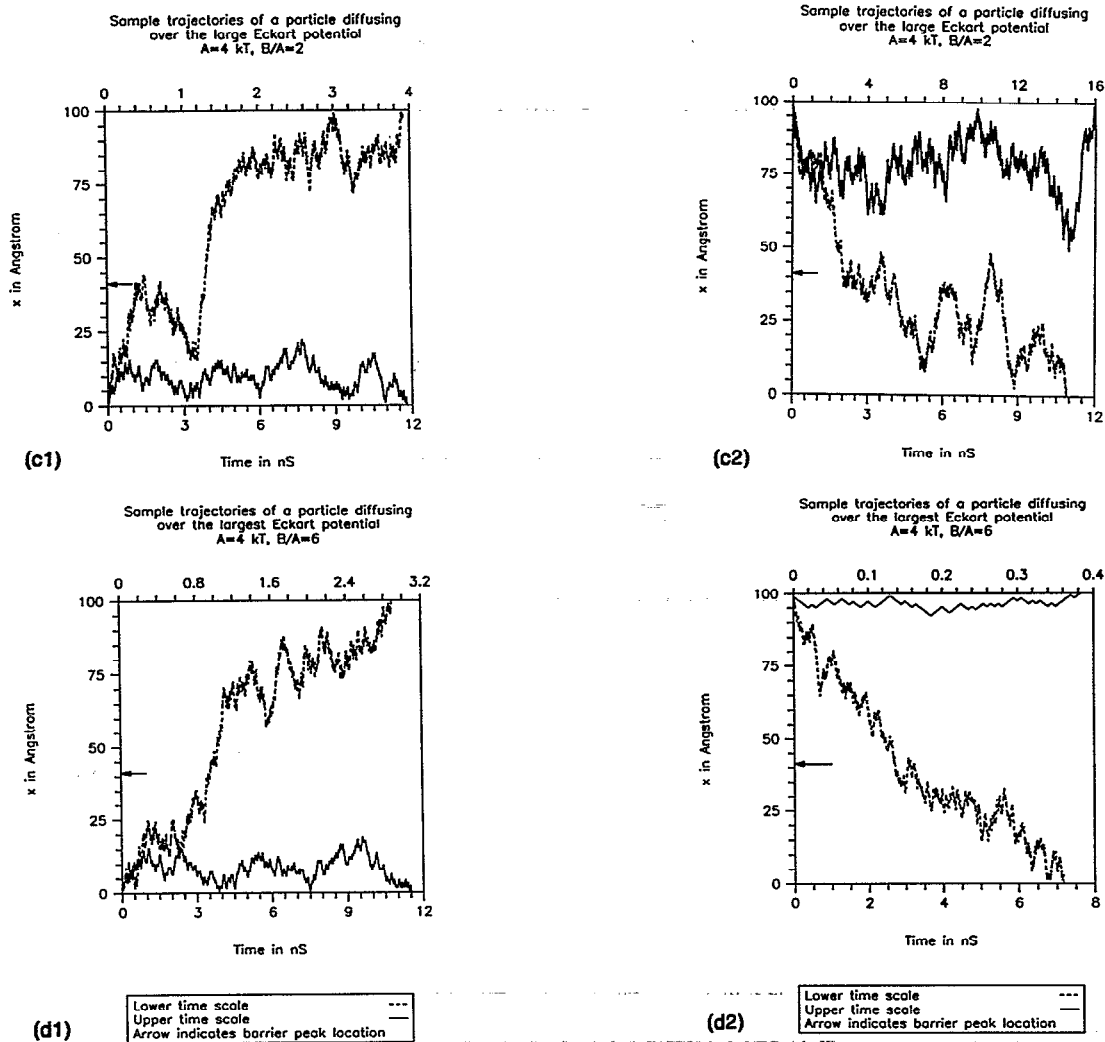 Sample trajectories of a particle diffusing
over the large Eckart potential
A=4 kT, B/A=2
0 1 2 3 4
100
75
50
25
0
x in Angstrom
0 3 6 9 12
Time in nS
(c1)
Sample trajectories of a particle diffusing
over the large Eckart potential
A=4 kT, B/A=2
0 4 8 12 16
100
75
50
25
0
x in Angstrom
0 3 6 9 12
Time in nS
(c2)
Sample trajectories of a particle diffusing
over the largest Eckart potential
A=4 kT, B/A=6
0 0.8 1.6 2.4 3.2
100
75
50
25
0
x in Angstrom
0 3 6 9 12
Time in nS
Lower time scale
Upper time scale
Arrow indicates barrier peak location
(d1)
Sample trajectories of a particle diffusing
over the largest Eckart potential
A=4 kT, B/A=6
0 0.1 0.2 0.3 0.4
100
75
50
25
0
x in Angstrom
0 2 4 6 8
Time in nS
Lower time scale
Upper time scale
Arrow indicates barrier peak location
(d2)